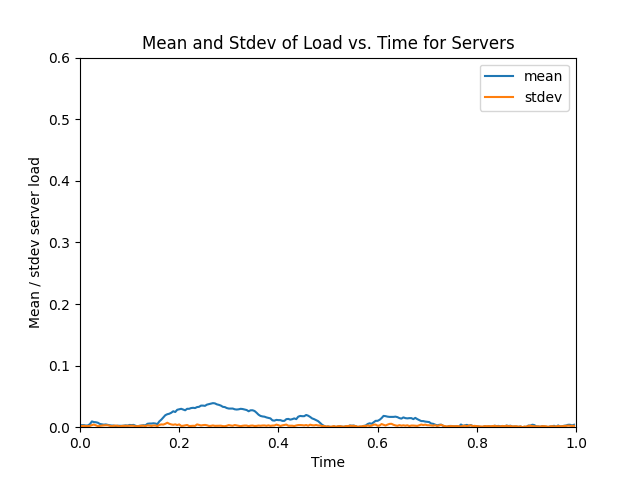 Mean and Stdev of Load vs. Time for Servers
mean
stdev
Mean / stdev server load
0.6
0.5
0.4
0.3
0.2
0.1
0.0
0.0 0.2 0.4 0.6 0.8 1.0
Time